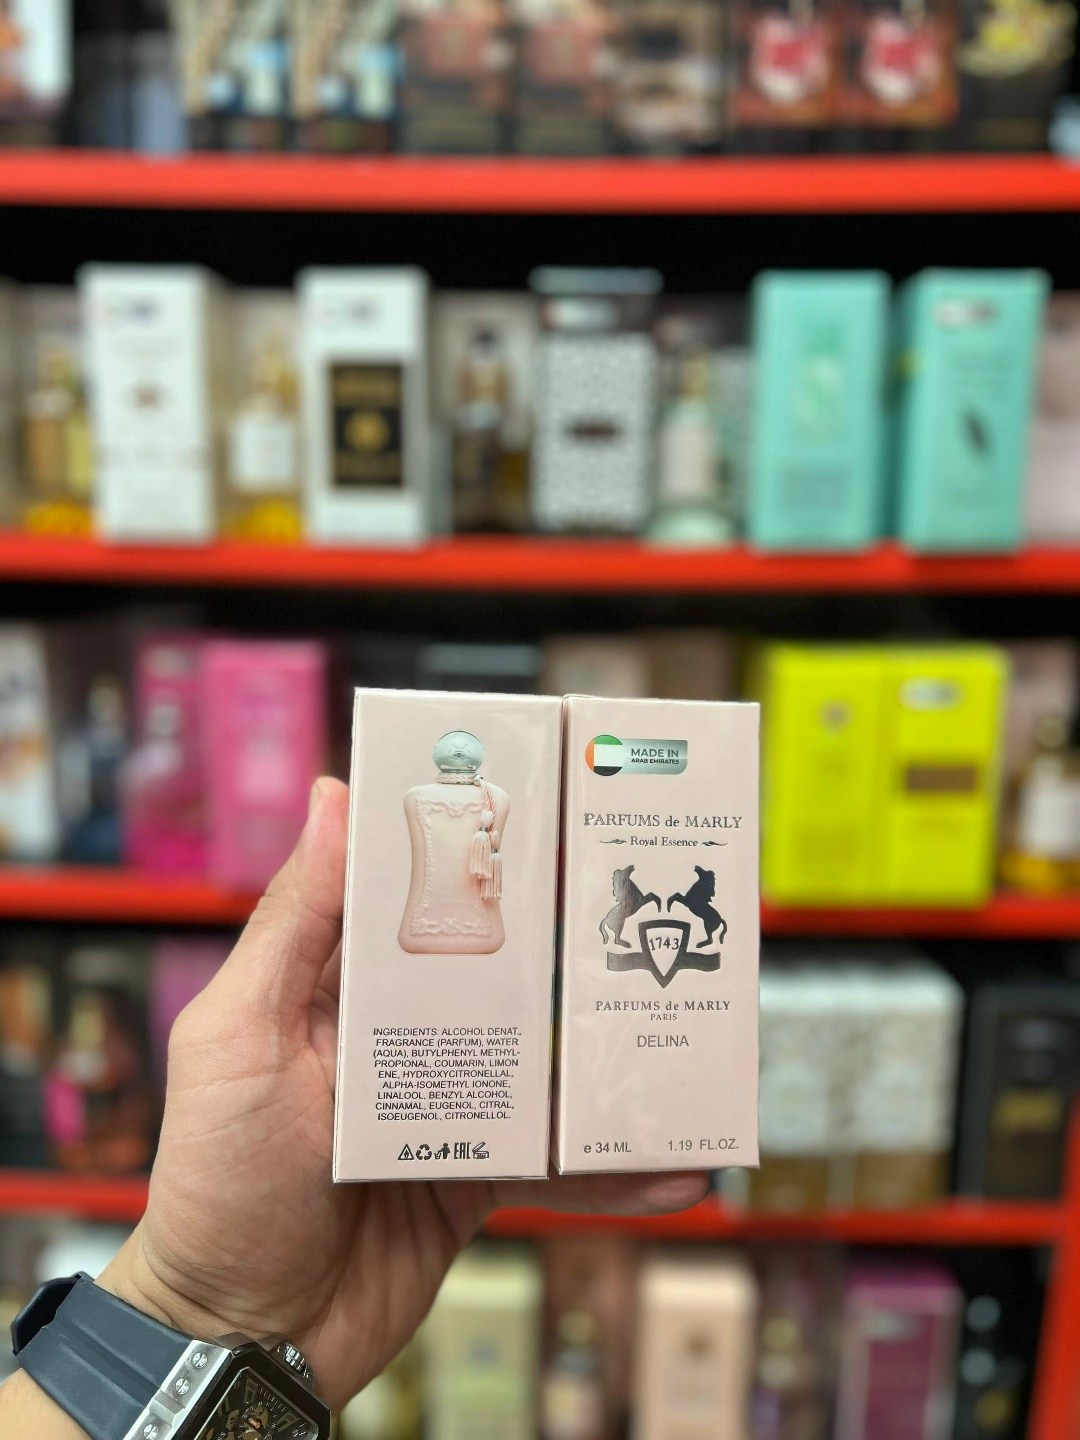 INGREDIENTS: ALCOHOL DENAT.,
FRAGRANCE (PARFUM), WATER
(AQUA), BUTYLPHENYL METHYL-
PROPIONAL, COUMARIN, LIMON
ENE, HYDROXYCITRONELLAL,
ALPHA-ISOMETHYL IONONE,
LINALOOL, BENZYL ALCOHOL,
CINNAMAL, EUGENOL, CITRAL,
ISOEUGENOL, CITRONELLOL.
EAC
MADE IN
ARAB EMIRATES
PARFUMS de MARLY
Royal Essence
1743
PARFUMS de MARLY
PARIS
DELINA
e 34 ML 1.19 FL.OZ.